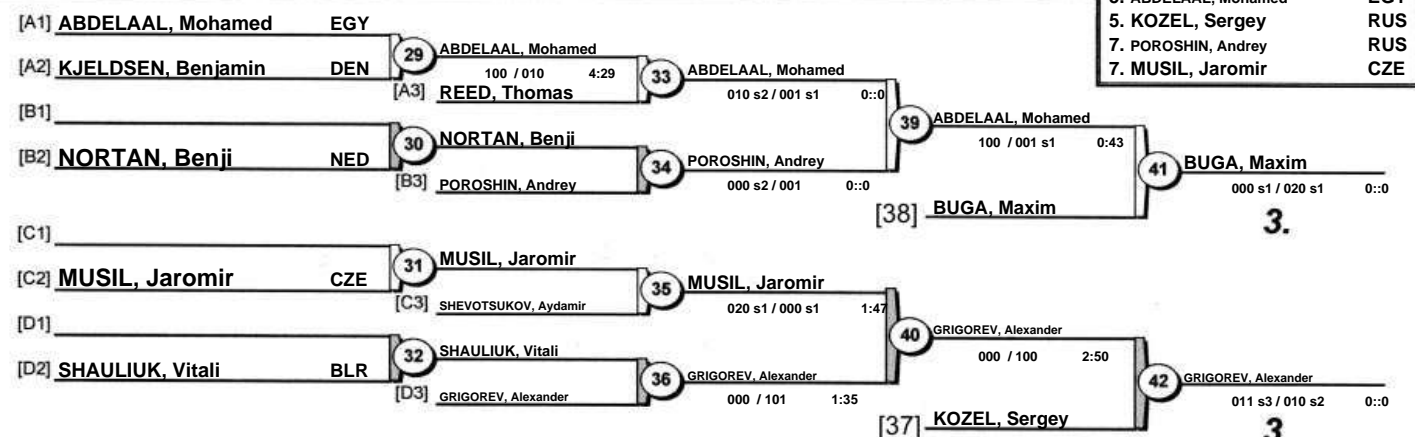 5. KOZEL, Sergey RUS
7. POROSHIN, Andrey RUS
7. MUSIL, Jaromir CZE
[A1] ABDELAAL, Mohamed EGY
[A2] KJELDSEN, Benjamin DEN
29
ABDELAAL, Mohamed
100 / 010 4:29
[A3] REED, Thomas
33
ABDELAAL, Mohamed
010 s2 / 001 s1 0::0
[B1]
[B2] NORTAN, Benji NED
30
NORTAN, Benji
[B3] POROSHIN, Andrey
34
POROSHIN, Andrey
000 s2 / 001 0::0
39
ABDELAAL, Mohamed
100 / 001 s1 0:43
[38] BUGA, Maxim
41
BUGA, Maxim
000 s1 / 020 s1 0::0
3.
[C1]
[C2] MUSIL, Jaromir CZE
31
MUSIL, Jaromir
[C3] SHEVOTSUKOV, Aydamir
35
MUSIL, Jaromir
020 s1 / 000 s1 1:47
[D1]
[D2] SHAULIUK, Vitali BLR
32
SHAULIUK, Vitali
[D3] GRIGOREV, Alexander
36
GRIGOREV, Alexander
000 / 101 1:35
40
GRIGOREV, Alexander
000 / 100 2:50
[37] KOZEL, Sergey
42
GRIGOREV, Alexander
011 s3 / 010 s2 0::0
3